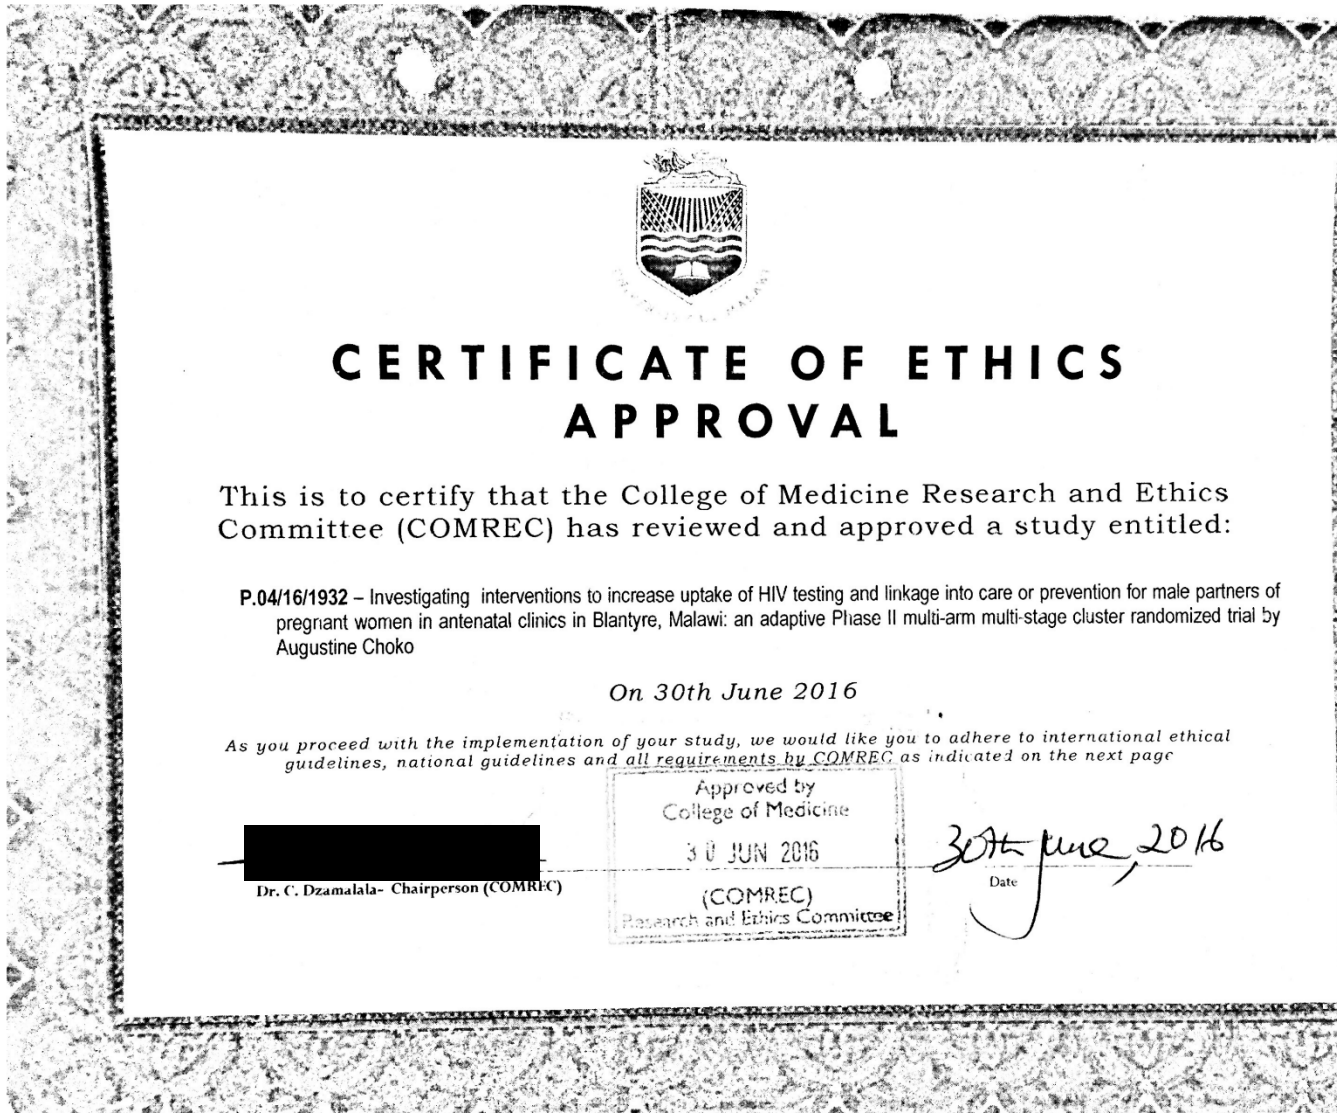 CERTIFICATE OF ETHICS
APPROVAL
This is to certify that the College of Medicine Research and Ethics
Committee (COMREC) has reviewed and approved a study entitled:
P.04/16/1932 – Investigating interventions to increase uptake of HIV testing and linkage into care or prevention for male partners of
pregnant women in antenatal clinics in Blantyre, Malawi: an adaptive Phase II multi-arm multi-stage cluster randomized trial by
Augustine Choko
On 30th June 2016
As you proceed with the implementation of your study, we would like you to adhere to international ethical
guidelines, national guidelines and all requirements by COMREC as indicated on the next page
Approved by
College of Medicine
30 JUN 2016
(COMREC)
Research and Ethics Committee
30th June, 2016
Dr. C. Dzamalala- Chairperson (COMREC)
Date